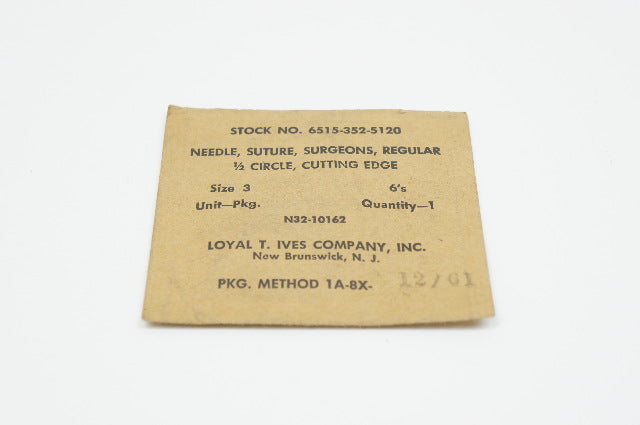 STOCK NO. 6515-352-5120
NEEDLE, SUTURE, SURGEONS, REGULAR
½ CIRCLE, CUTTING EDGE
Size 3 6's
Unit—Pkg. Quantity—1
N32-10162
LOYAL T. IVES COMPANY, INC.
New Brunswick, N. J.
PKG. METHOD 1A-8X- 12/61